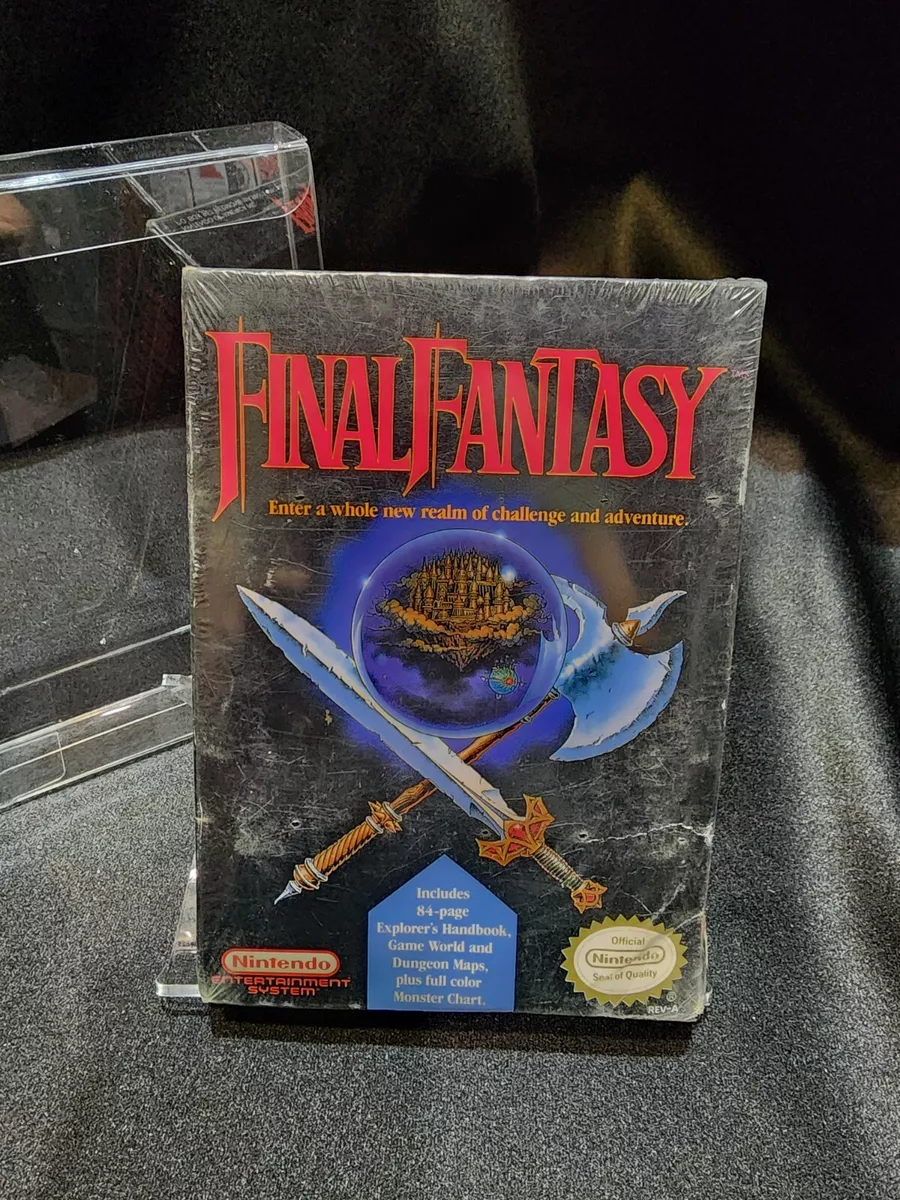 FINAL FANTASY
Enter a whole new realm of challenge and adventure.
Includes
84-page
Explorer's Handbook,
Game World and
Dungeon Maps,
plus full color
Monster Chart.
Nintendo
ENTERTAINMENT
SYSTEM™
Official
Nintendo
Seal of Quality
®
REV-A